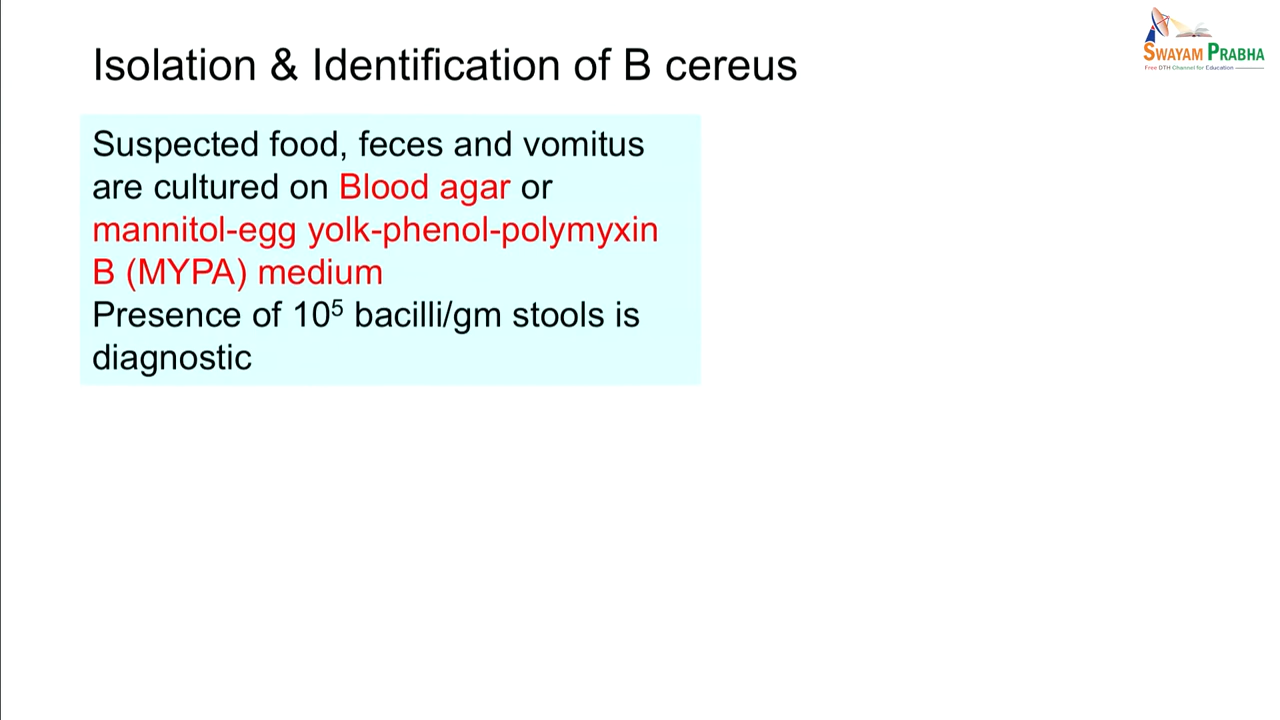 Isolation & Identification of B cereus
SWAYAM PRABHA
Free DTH Channel for Education
Suspected food, feces and vomitus
are cultured on Blood agar or
mannitol-egg yolk-phenol-polymyxin
B (MYPA) medium
Presence of 10⁵ bacilli/gm stools is
diagnostic